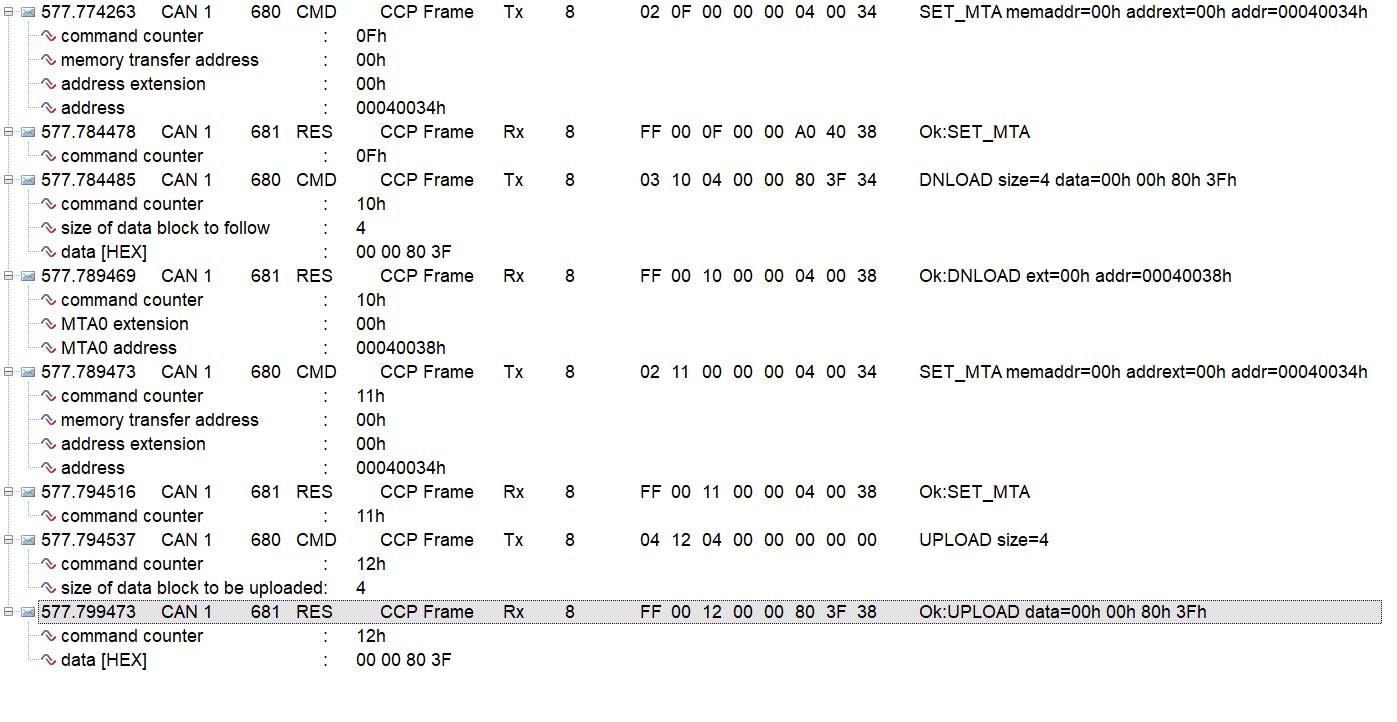 577.774263 CAN 1 680 CMD CCP Frame Tx 8 02 0F 00 00 00 04 00 34 SET_MTA memaddr=00h addrext=00h addr=00040034h
command counter : 0Fh
memory transfer address : 00h
address extension : 00h
address : 00040034h
577.784478 CAN 1 681 RES CCP Frame Rx 8 FF 00 0F 00 00 A0 40 38 Ok:SET_MTA
command counter : 0Fh
577.784485 CAN 1 680 CMD CCP Frame Tx 8 03 10 04 00 00 80 3F 34 DNLOAD size=4 data=00h 00h 80h 3Fh
command counter : 10h
size of data block to follow : 4
data [HEX] : 00 00 80 3F
577.789469 CAN 1 681 RES CCP Frame Rx 8 FF 00 10 00 00 04 00 38 Ok:DNLOAD ext=00h addr=00040038h
command counter : 10h
MTA0 extension : 00h
MTA0 address : 00040038h
577.789473 CAN 1 680 CMD CCP Frame Tx 8 02 11 00 00 00 04 00 34 SET_MTA memaddr=00h addrext=00h addr=00040034h
command counter : 11h
memory transfer address : 00h
address extension : 00h
address : 00040034h
577.794516 CAN 1 681 RES CCP Frame Rx 8 FF 00 11 00 00 04 00 38 Ok:SET_MTA
command counter : 11h
577.794537 CAN 1 680 CMD CCP Frame Tx 8 04 12 04 00 00 00 00 00 UPLOAD size=4
command counter : 12h
size of data block to be uploaded: 4
577.799473 CAN 1 681 RES CCP Frame Rx 8 FF 00 12 00 00 80 3F 38 Ok:UPLOAD data=00h 00h 80h 3Fh
command counter : 12h
data [HEX] : 00 00 80 3F